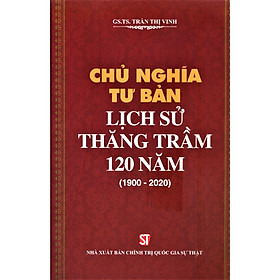 GS.TS. TRẦN THỊ VINH
CHỦ NGHĨA
TƯ BẢN
LỊCH SỬ
THĂNG TRẦM
120 NĂM
(1900 - 2020)
ST
NHÀ XUẤT BẢN CHÍNH TRỊ QUỐC GIA SỰ THẬT